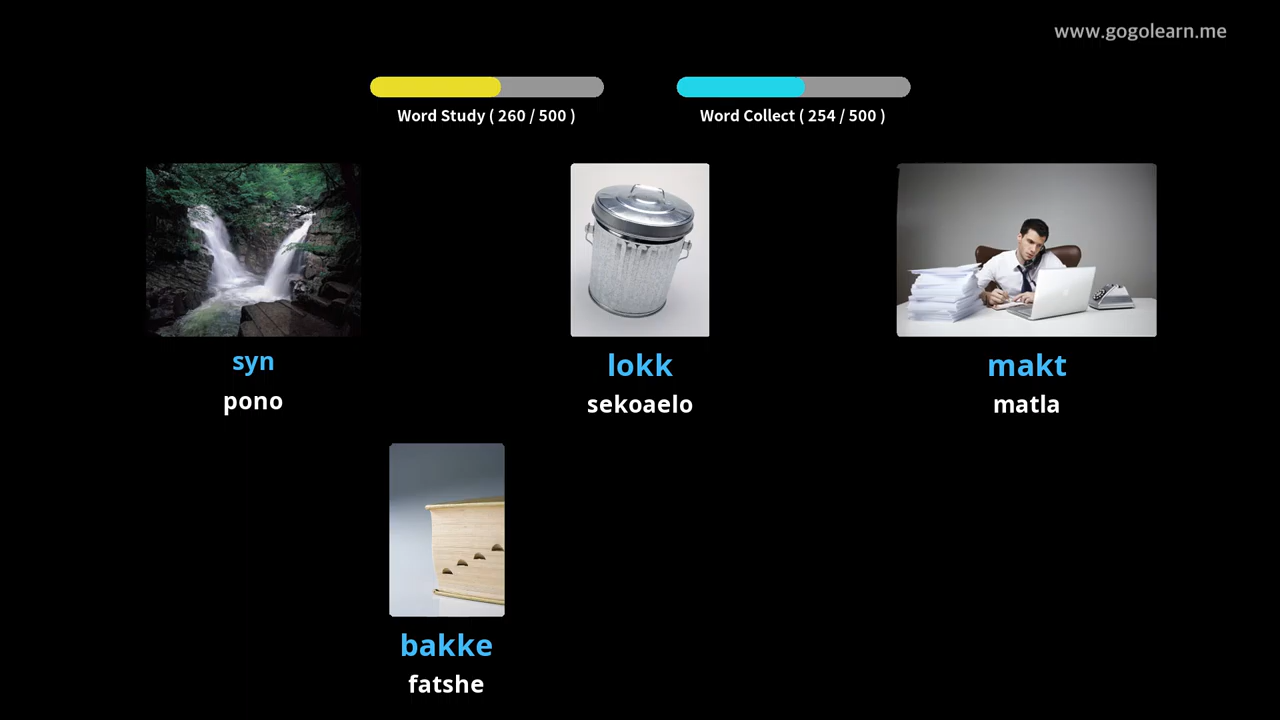 www.gogolearn.me
Word Study ( 260 / 500 )
Word Collect ( 254 / 500 )
syn
pono
lokk
sekoaelo
makt
matla
bakke
fatshe